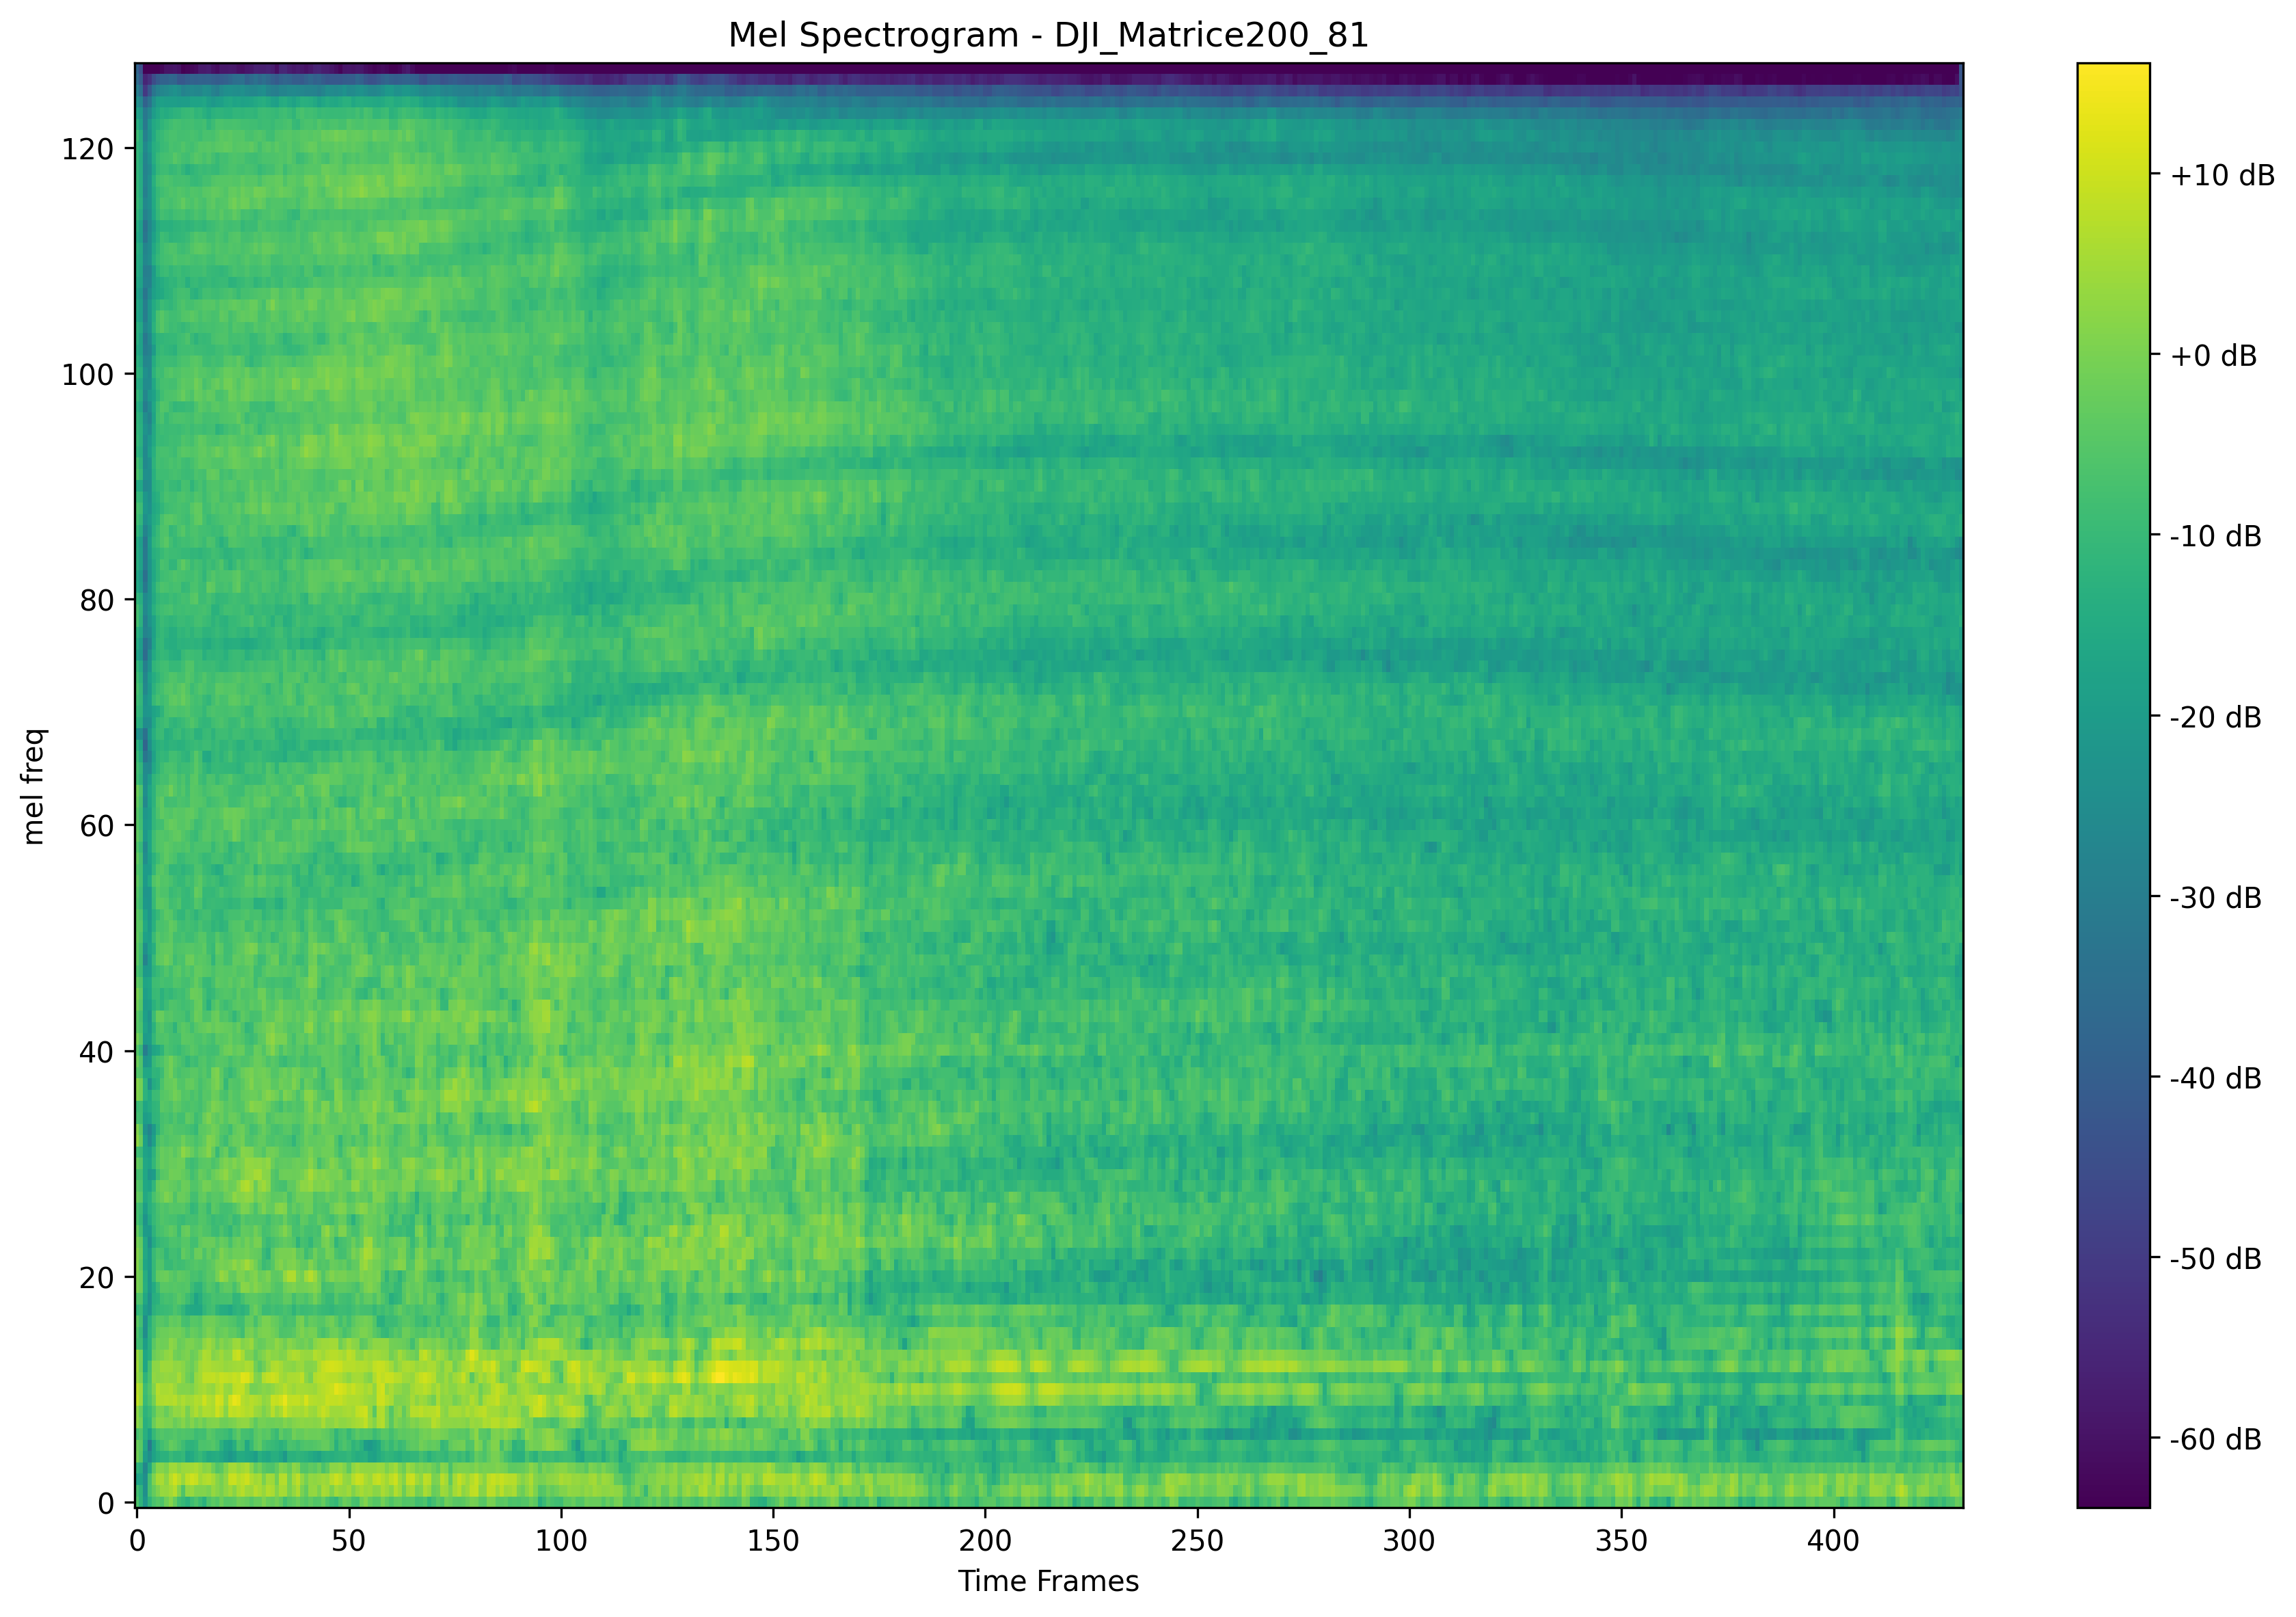 Mel Spectrogram - DJI_Matrice200_81
mel freq
120
100
80
60
40
20
0
0 50 100 150 200 250 300 350 400
Time Frames
+10 dB
+0 dB
-10 dB
-20 dB
-30 dB
-40 dB
-50 dB
-60 dB